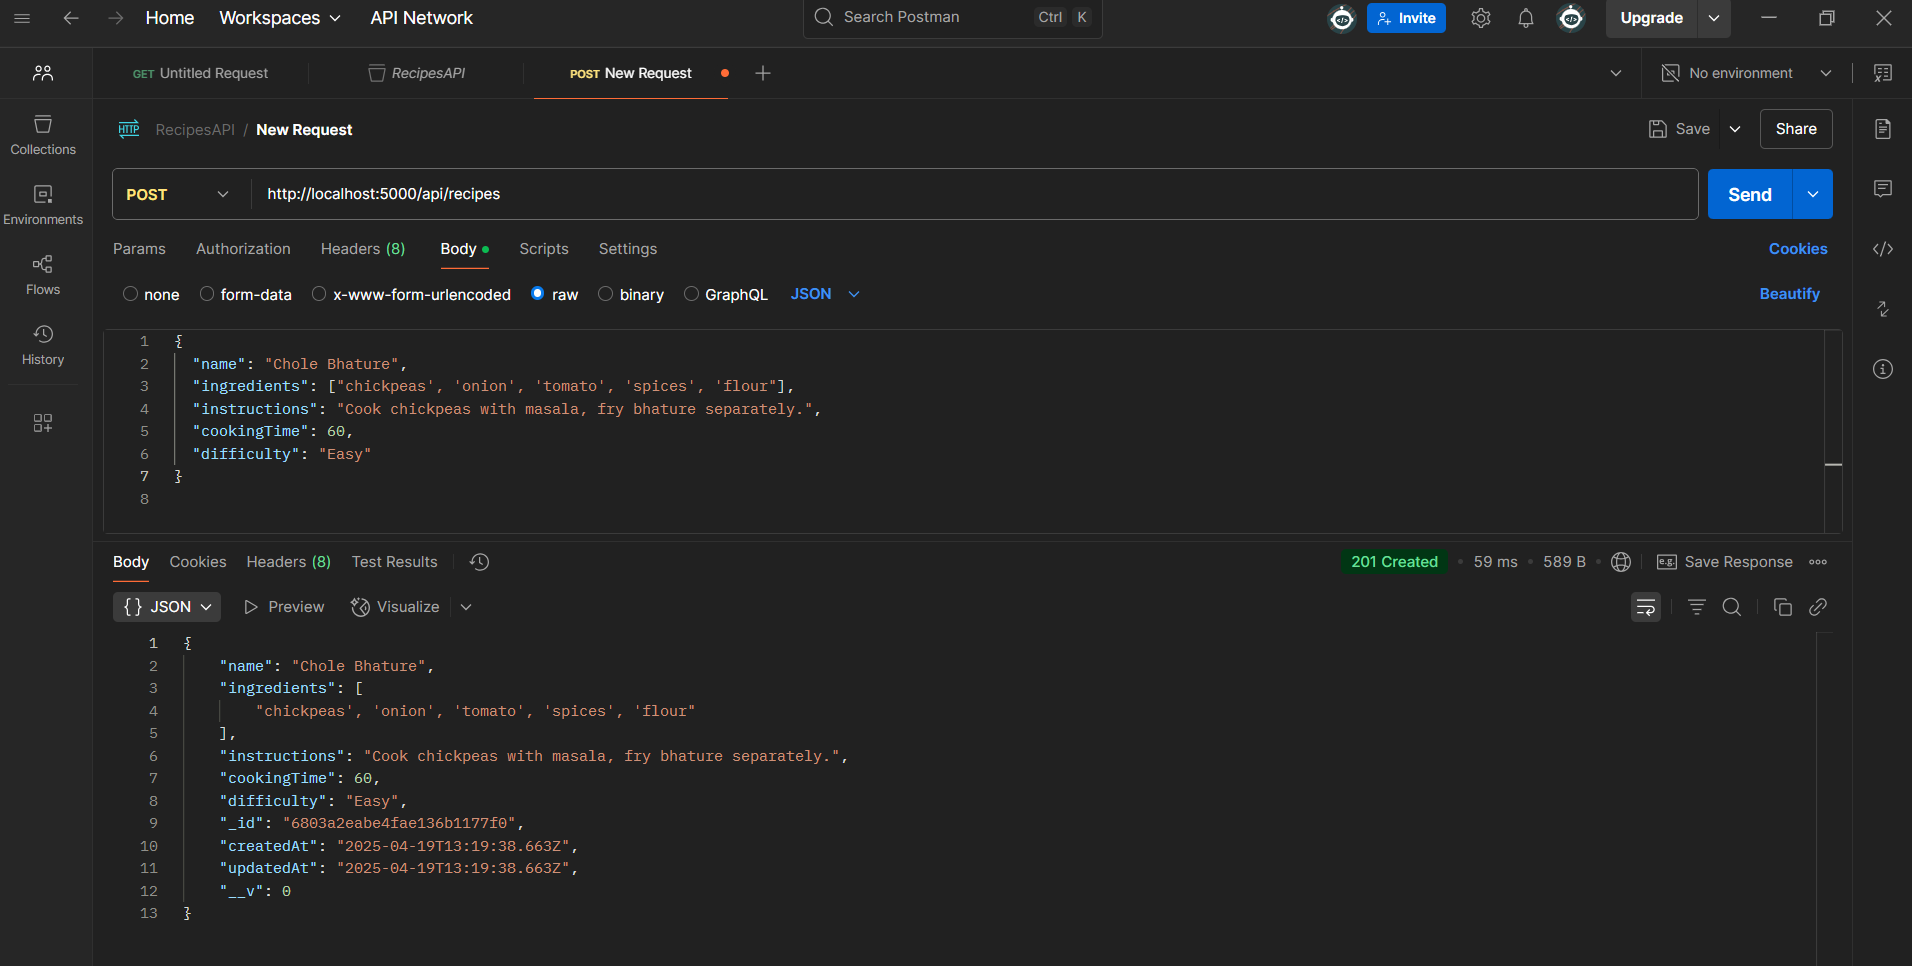 Home Workspaces API Network Search Postman Ctrl K Invite Upgrade
GET Untitled Request RecipesAPI POST New Request No environment
HTTP RecipesAPI / New Request Save Share
Collections
POST http://localhost:5000/api/recipes Send
Environments
Params Authorization Headers (8) Body Scripts Settings Cookies
Flows
none form-data x-www-form-urlencoded raw binary GraphQL JSON Beautify
History
1 {
2 "name": "Chole Bhature",
3 "ingredients": ["chickpeas', 'onion', 'tomato', 'spices', 'flour"],
4 "instructions": "Cook chickpeas with masala, fry bhature separately.",
5 "cookingTime": 60,
6 "difficulty": "Easy"
7 }
8
Body Cookies Headers (8) Test Results 201 Created • 59 ms • 589 B • e.g. Save Response
{} JSON Preview Visualize
1 {
2 "name": "Chole Bhature",
3 "ingredients": [
4 "chickpeas', 'onion', 'tomato', 'spices', 'flour"
5 ],
6 "instructions": "Cook chickpeas with masala, fry bhature separately.",
7 "cookingTime": 60,
8 "difficulty": "Easy",
9 "_id": "6803a2eabe4fae136b1177f0",
10 "createdAt": "2025-04-19T13:19:38.663Z",
11 "updatedAt": "2025-04-19T13:19:38.663Z",
12 "__v": 0
13 }